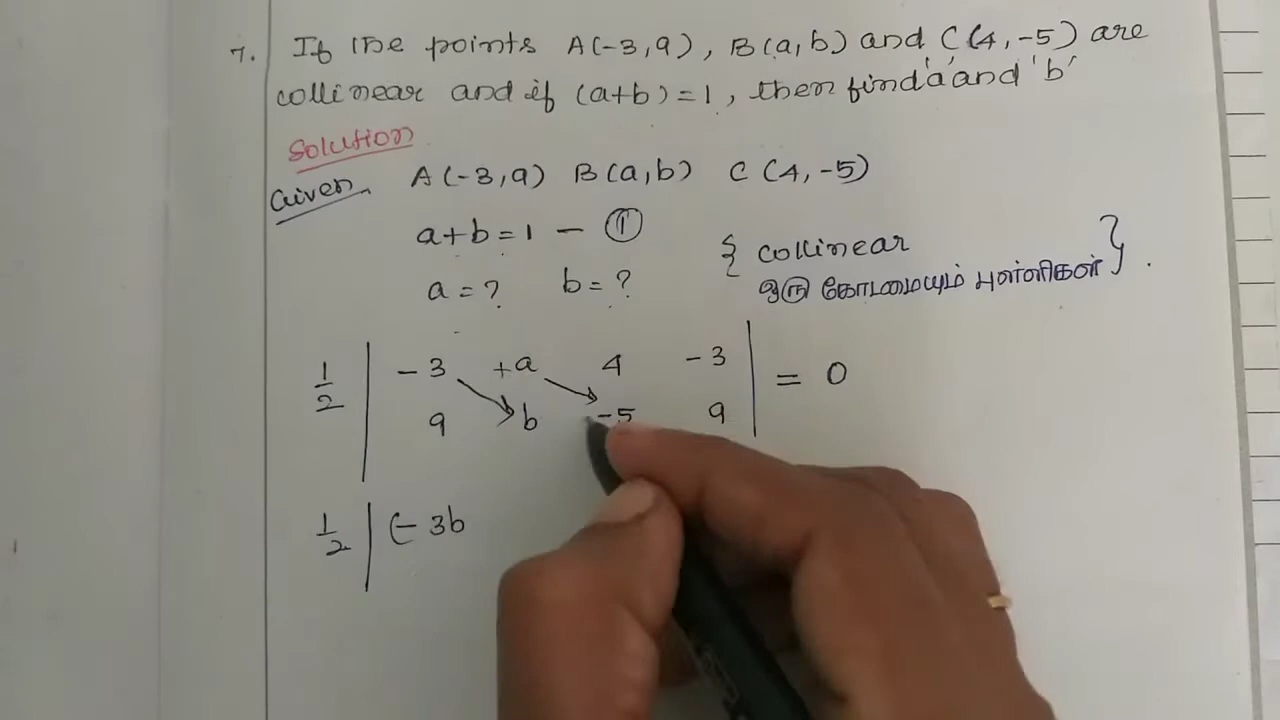 7. If the points A(-3,9), B(a,b) and C(4,-5) are
collinear and if (a+b)=1, then find 'a' and 'b'
Solution
Given A(-3,9) B(a,b) C(4,-5)
a+b=1 — ①
{ collinear
a=? b=?
ஒரு கோடமையும் புள்ளிகள் } .
1/2 | -3 +a 4 -3 | = 0
9 b -5 9
1/2 | (-3b